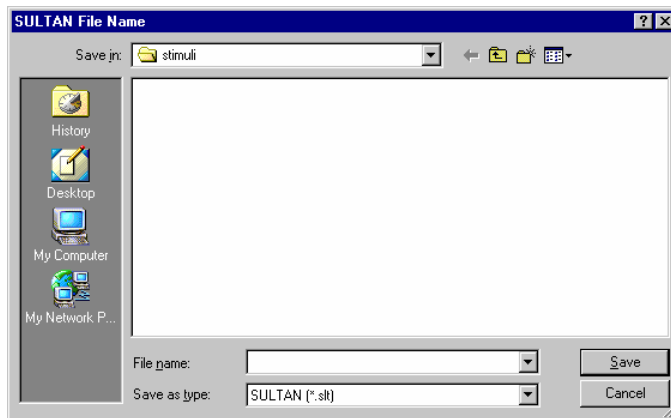 SULTAN File Name
Save in: stimuli
History
Desktop
My Computer
My Network P...
File name:
Save
Save as type: SULTAN (*.slt)
Cancel